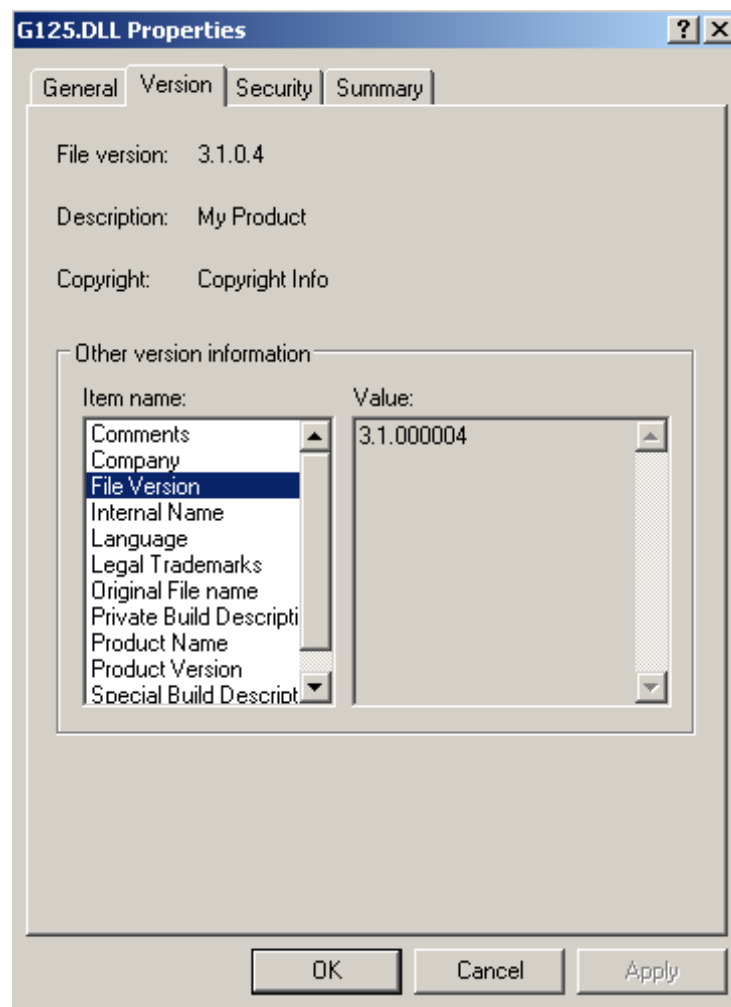 G125.DLL Properties
General Version Security Summary
File version: 3.1.0.4
Description: My Product
Copyright: Copyright Info
Other version information
Item name: Value:
Comments 3.1.000004
Company
File Version
Internal Name
Language
Legal Trademarks
Original File name
Private Build Descripti
Product Name
Product Version
Special Build Descript
OK Cancel Apply